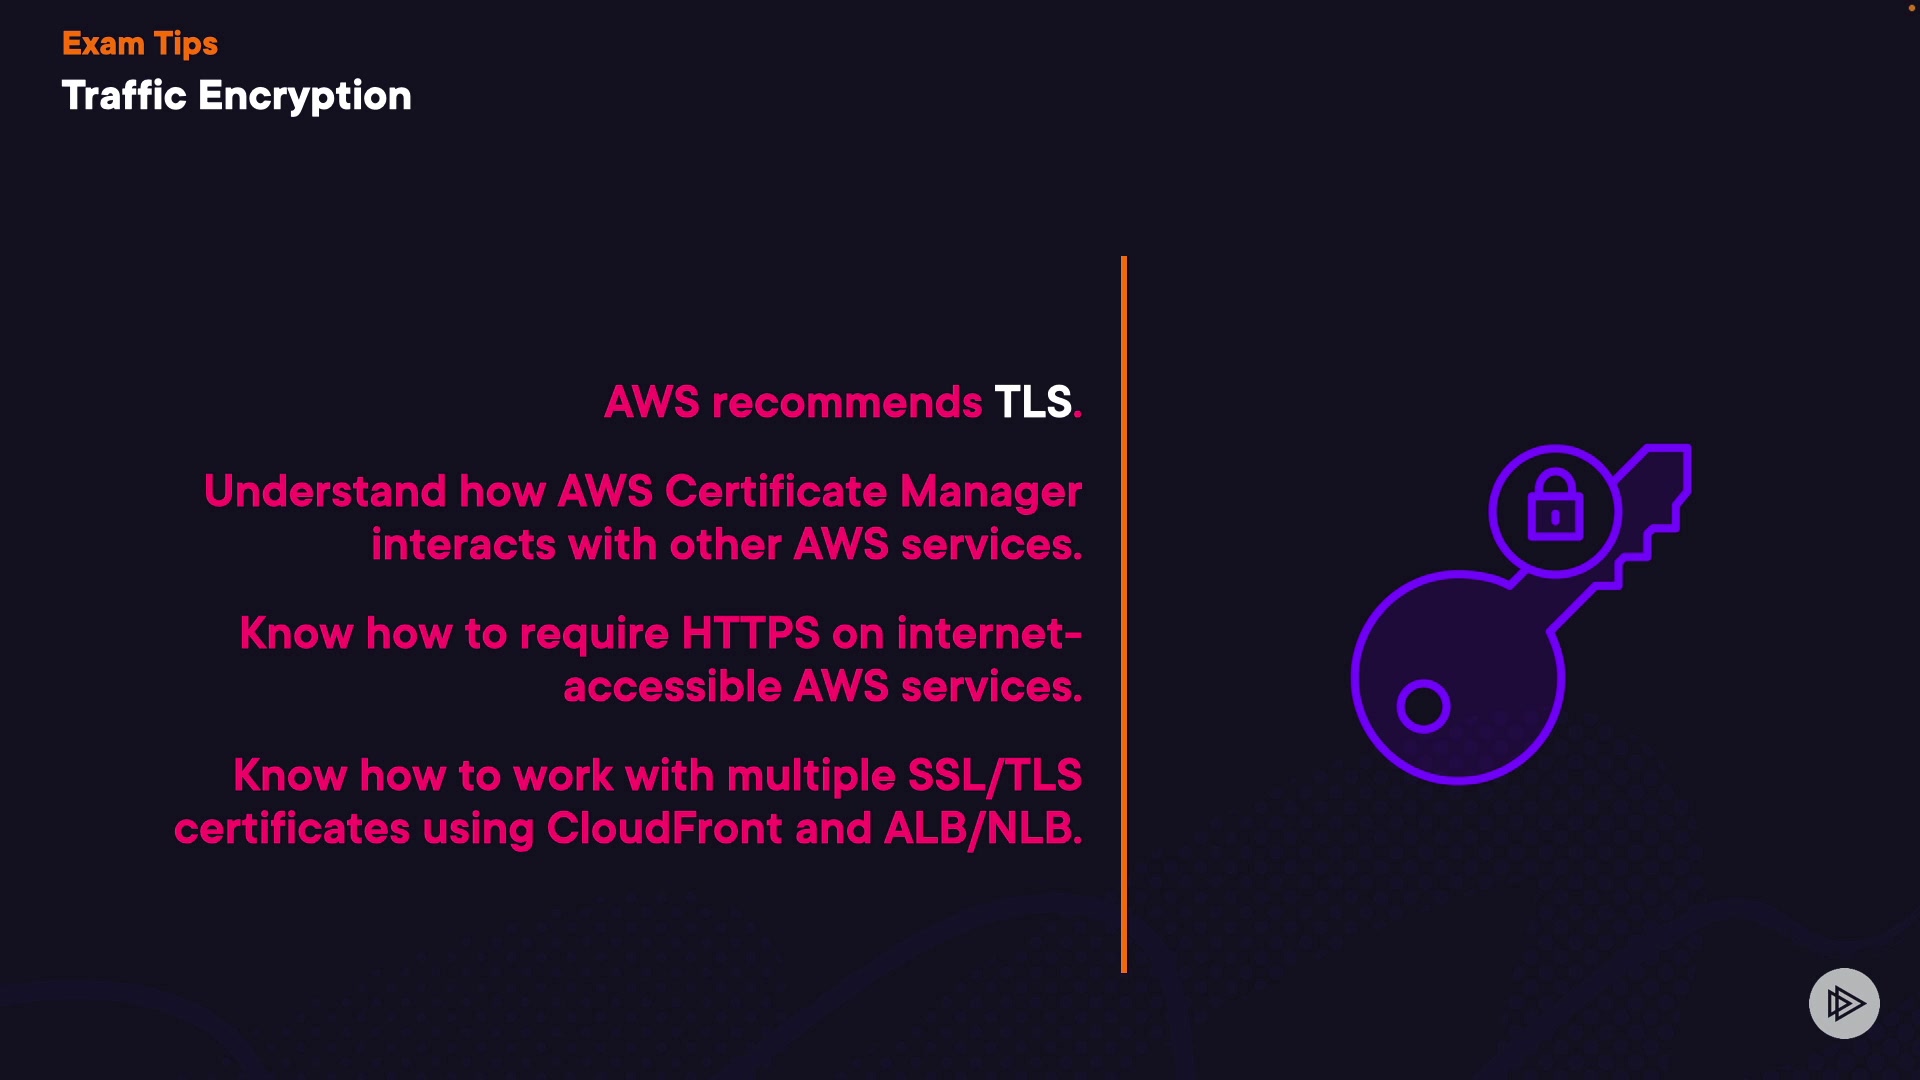 Exam Tips
Traffic Encryption
AWS recommends TLS.
Understand how AWS Certificate Manager
interacts with other AWS services.
Know how to require HTTPS on internet-
accessible AWS services.
Know how to work with multiple SSL/TLS
certificates using CloudFront and ALB/NLB.